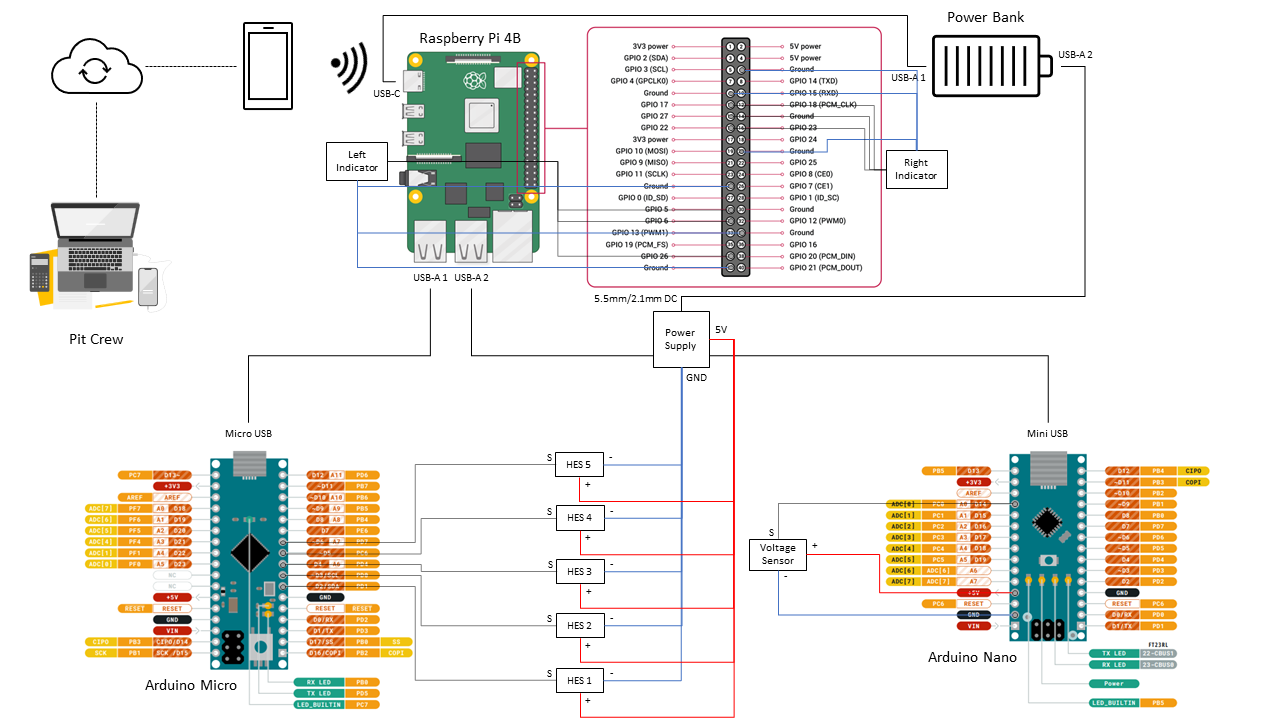 Power Bank
Raspberry Pi 4B
USB-A 2
USB-A 1
USB-C
3V3 power
5V power
GPIO 2 (SDA)
5V power
GPIO 3 (SCL)
Ground
GPIO 4 (GPCLK0)
GPIO 14 (TXD)
Ground
GPIO 15 (RXD)
GPIO 17
GPIO 18 (PCM_CLK)
GPIO 27
Ground
GPIO 22
GPIO 23
3V3 power
GPIO 24
GPIO 10 (MOSI)
Ground
GPIO 9 (MISO)
GPIO 25
GPIO 11 (SCLK)
GPIO 8 (CE0)
Ground
GPIO 7 (CE1)
GPIO 0 (ID_SD)
GPIO 1 (ID_SC)
GPIO 5
Ground
GPIO 6
GPIO 12 (PWM0)
GPIO 13 (PWM1)
Ground
GPIO 19 (PCM_FS)
GPIO 16
GPIO 26
GPIO 20 (PCM_DIN)
Ground
GPIO 21 (PCM_DOUT)
Left
Indicator
Right
Indicator
USB-A 1
USB-A 2
5.5mm/2.1mm DC
Power
Supply
5V
GND
Pit Crew
Micro USB
Mini USB
PC7 D13~ D12 A11 PD6
+3V3 ~D11 PB7
AREF AREF ~D10 A10 PB6
ADC[7] PF7 A0 D18 ~D9 A9 PB5
ADC[6] PF6 A1 D19 D8 A8 PB4
ADC[5] PF5 A2 D20 D7 PE6
ADC[4] PF4 A3 D21 ~D6 A7 PD7
ADC[1] PF1 A4 D22 ~D5 PC6
ADC[0] PF0 A5 D23 D4 A6 PD4
NC ~D3/SCL PD0
NC D2/SDA PD1
+5V GND
RESET RESET RESET RESET
GND D0/RX PD2
VIN D1/TX PD3
CIPO PB3 CIPO/D14 D17/SS PB0 SS
SCK PB1 SCK/D15 D16/COPI PB2 COPI
RX LED PB0
TX LED PD5
LED_BUILTIN PC7
Arduino Micro
S HES 5 -
+
S HES 4 -
+
S HES 3 -
+
S HES 2 -
+
S HES 1 -
+
S
Voltage
Sensor
+
-
PB5 D13 D12 PB4 CIPO
+3V3 ~D11 PB3 COPI
AREF ~D10 PB2
ADC[0] PC0 A0 D14 ~D9 PB1
ADC[1] PC1 A1 D15 D8 PB0
ADC[2] PC2 A2 D16 D7 PD7
ADC[3] PC3 A3 D17 ~D6 PD6
ADC[4] PC4 A4 D18 ~D5 PD5
ADC[5] PC5 A5 D19 D4 PD4
ADC[6] ADC[6] A6 ~D3 PD3
ADC[7] ADC[7] A7 D2 PD2
+5V GND
PC6 RESET RESET PC6
GND D0/RX PD0
VIN D1/TX PD1
FT232RL
TX LED 22-CBUS1
RX LED 23-CBUS0
Power
LED_BUILTIN PB5
Arduino Nano